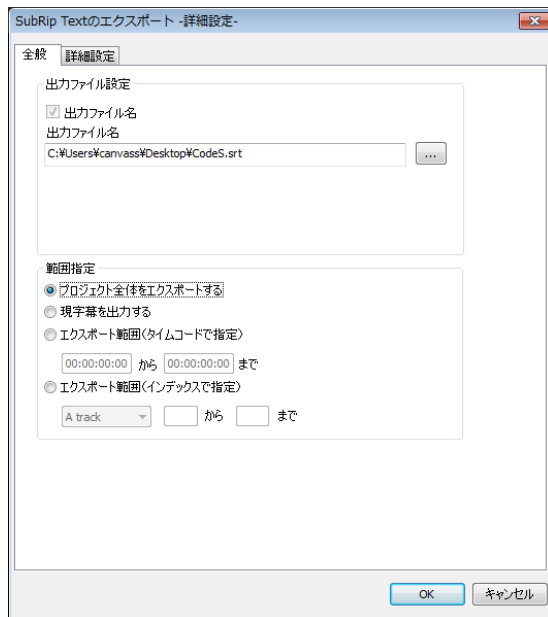 SubRip Textのエクスポート -詳細設定-
全般 詳細設定
出力ファイル設定
出力ファイル名
出力ファイル名
C:¥Users¥canvass¥Desktop¥CodeS.srt ...
範囲指定
プロジェクト全体をエクスポートする
現字幕を出力する
エクスポート範囲(タイムコードで指定)
00:00:00:00 から 00:00:00:00 まで
エクスポート範囲(インデックスで指定)
A track から まで
OK キャンセル